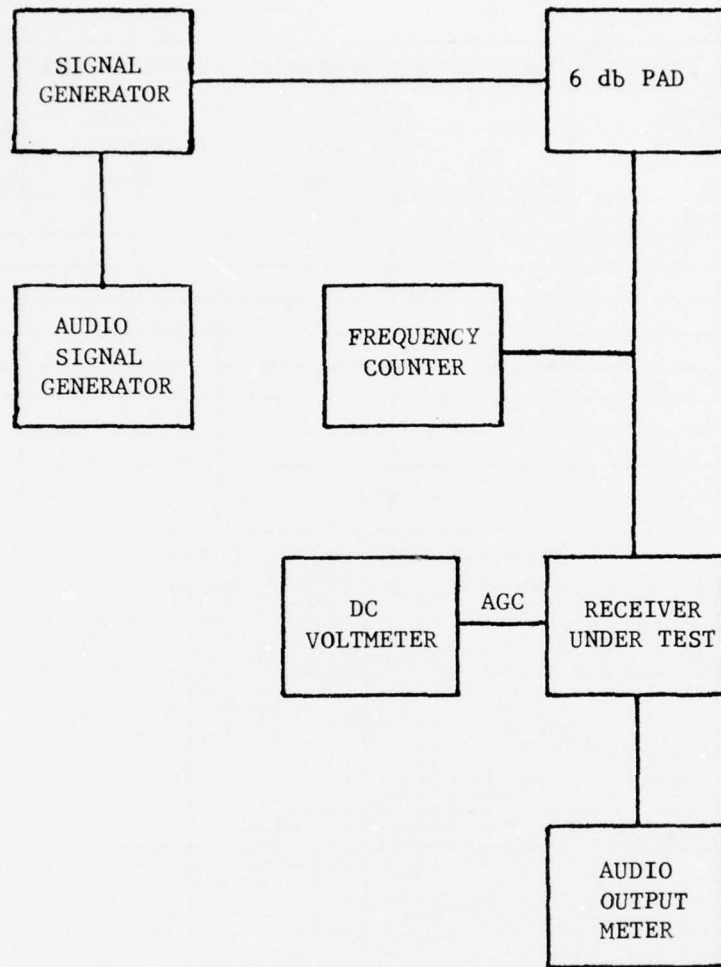 SIGNAL
GENERATOR
6 db PAD
AUDIO
SIGNAL
GENERATOR
FREQUENCY
COUNTER
DC
VOLTMETER
AGC
RECEIVER
UNDER TEST
AUDIO
OUTPUT
METER